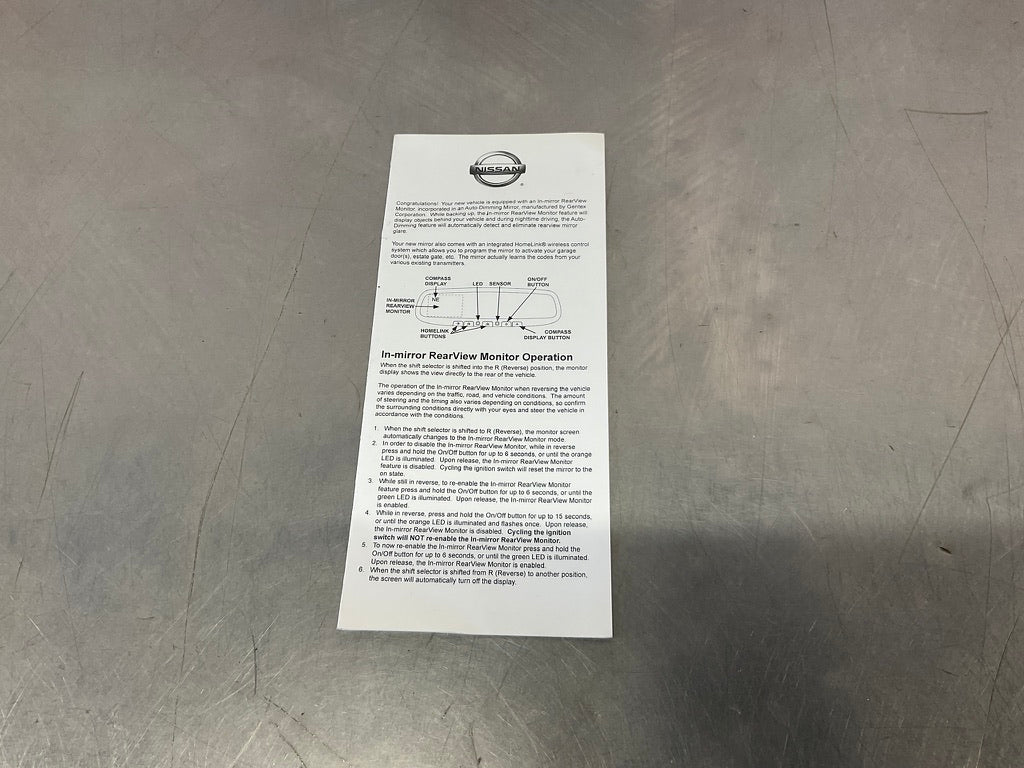 NISSAN
®
Congratulations! Your new vehicle is equipped with an In-mirror RearView
Monitor, incorporated in an Auto-Dimming Mirror, manufactured by Gentex
Corporation. While backing up, the In-mirror RearView Monitor feature will
display objects behind your vehicle and during nighttime driving, the Auto-
Dimming feature will automatically detect and eliminate rearview mirror
glare.
Your new mirror also comes with an integrated HomeLink® wireless control
system which allows you to program the mirror to activate your garage
door(s), estate gate, etc. The mirror actually learns the codes from your
various existing transmitters.
COMPASS
DISPLAY
LED
SENSOR
ON/OFF
BUTTON
NE
IN-MIRROR
REARVIEW
MONITOR
HOMELINK
BUTTONS
COMPASS
DISPLAY BUTTON
In-mirror RearView Monitor Operation
When the shift selector is shifted into the R (Reverse) position, the monitor
display shows the view directly to the rear of the vehicle.
The operation of the In-mirror RearView Monitor when reversing the vehicle
varies depending on the traffic, road, and vehicle conditions. The amount
of steering and the timing also varies depending on conditions, so confirm
the surrounding conditions directly with your eyes and steer the vehicle in
accordance with the conditions.
1. When the shift selector is shifted to R (Reverse), the monitor screen
automatically changes to the In-mirror RearView Monitor mode.
2. In order to disable the In-mirror RearView Monitor, while in reverse
press and hold the On/Off button for up to 6 seconds, or until the orange
LED is illuminated. Upon release, the In-mirror RearView Monitor
feature is disabled. Cycling the ignition switch will reset the mirror to the
on state.
3. While still in reverse, to re-enable the In-mirror RearView Monitor
feature press and hold the On/Off button for up to 6 seconds, or until the
green LED is illuminated. Upon release, the In-mirror RearView Monitor
is enabled.
4. While in reverse, press and hold the On/Off button for up to 15 seconds,
or until the orange LED is illuminated and flashes once. Upon release,
the In-mirror RearView Monitor is disabled. Cycling the ignition
switch will NOT re-enable the In-mirror RearView Monitor.
5. To now re-enable the In-mirror RearView Monitor press and hold the
On/Off button for up to 6 seconds, or until the green LED is illuminated.
Upon release, the In-mirror RearView Monitor is enabled.
6. When the shift selector is shifted from R (Reverse) to another position,
the screen will automatically turn off the display.